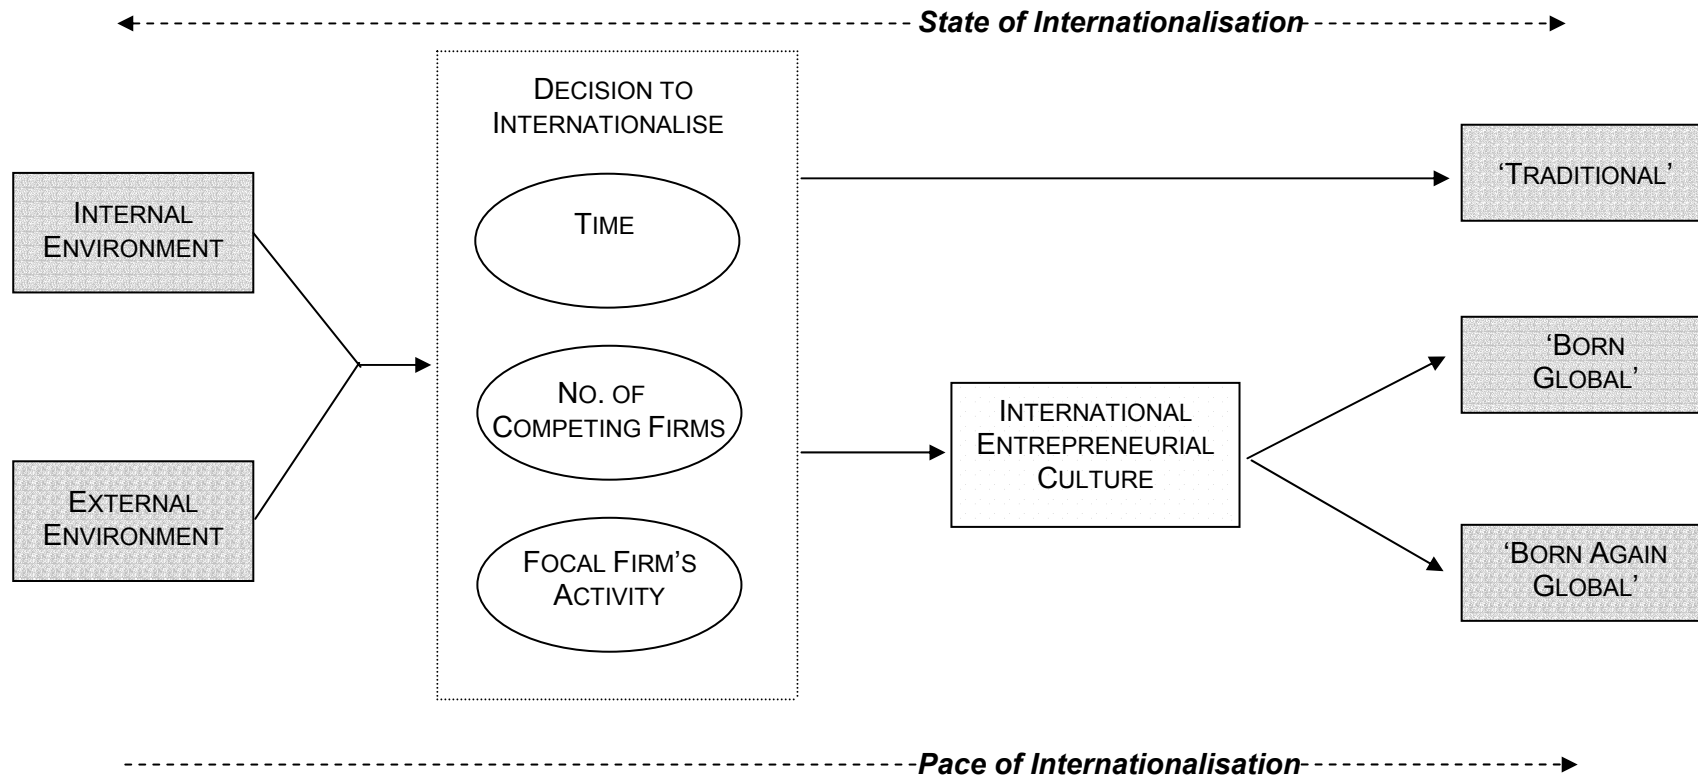 State of Internationalisation
DECISION TO
INTERNATIONALISE
TIME
NO. OF
COMPETING FIRMS
FOCAL FIRM’S
ACTIVITY
INTERNAL
ENVIRONMENT
EXTERNAL
ENVIRONMENT
INTERNATIONAL
ENTREPRENEURIAL
CULTURE
‘TRADITIONAL’
‘BORN
GLOBAL’
‘BORN AGAIN
GLOBAL’
Pace of Internationalisation